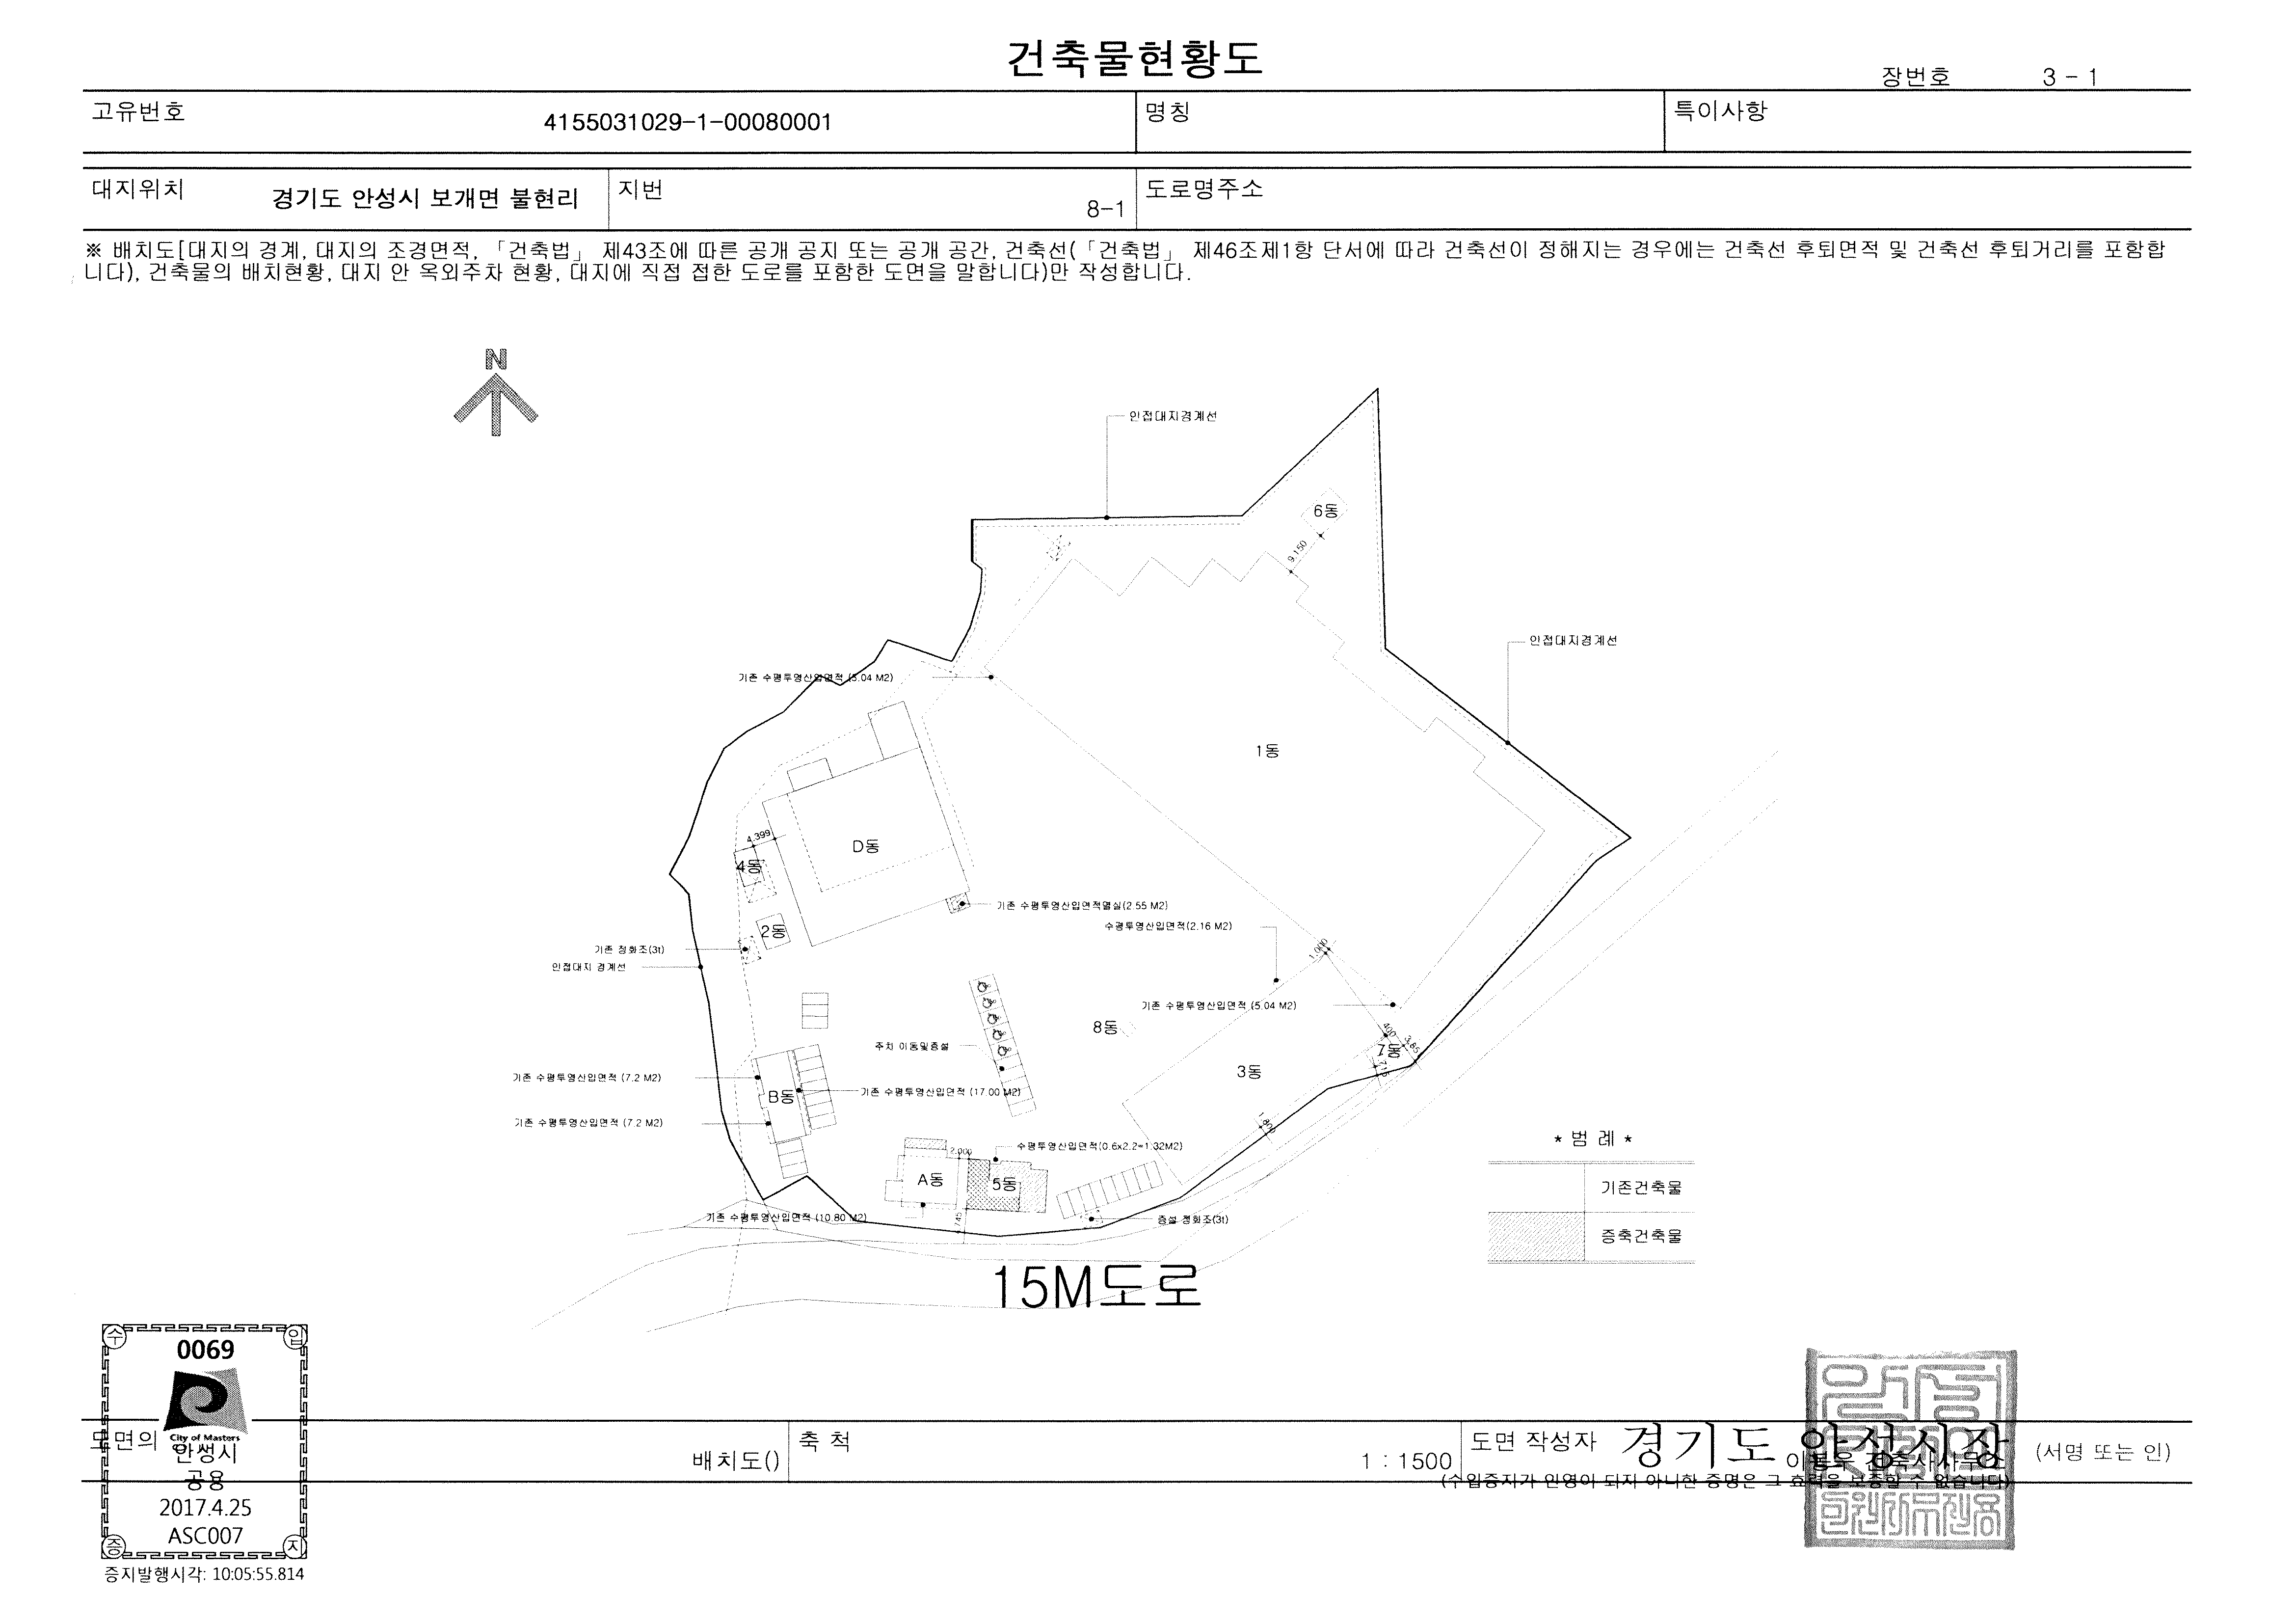 건축물현황도
장번호 3 - 1
고유번호 4155031029-1-00080001 명칭 특이사항
대지위치 경기도 안성시 보개면 불현리 지번 8-1 도로명주소
※ 배치도[대지의 경계, 대지의 조경면적, 「건축법」 제43조에 따른 공개 공지 또는 공개 공간, 건축선(「건축법」 제46조제1항 단서에 따라 건축선이 정해지는 경우에는 건축선 후퇴면적 및 건축선 후퇴거리를 포함합
니다), 건축물의 배치현황, 대지 안 옥외주차 현황, 대지에 직접 접한 도로를 포함한 도면을 말합니다)만 작성합니다.
N
인접대지경계선
6동
9,150
인접대지경계선
기존 수평투영산입면적 (5.04 M2)
1동
4,399
D동
4동
기존 수평투영산입면적멸실(2.55 M2)
수평투영산입면적(2.16 M2)
2동
기존 정화조(3t)
1,000
인접대지 경계선
기존 수평투영산입면적 (5.04 M2)
8동
400
주차 이동및증설
7동
3동
기존 수평투영산입면적 (7.2 M2)
기존 수평투영산입면적 (17.00 M2)
B동
기존 수평투영산입면적 (7.2 M2)
1,800
* 범 례 *
수평투영산입면적(0.6x2.2=1.32M2)
2,000
A동
5동
기존건축물
기존 수평투영산입면적 (10.80 M2)
증설 정화조(3t)
증축건축물
15M도로
수 입
0069
City of Masters
안성시
공용
2017.4.25
ASC007
증 지
증지발행시각: 10:05:55.814
도면의 배치도() 축 척 1 : 1500 도면 작성자 경기도 안성시장 (서명 또는 인)
(수입증지가 인영이 되지 아니한 증명은 그 효력을 보증할 수 없습니다)